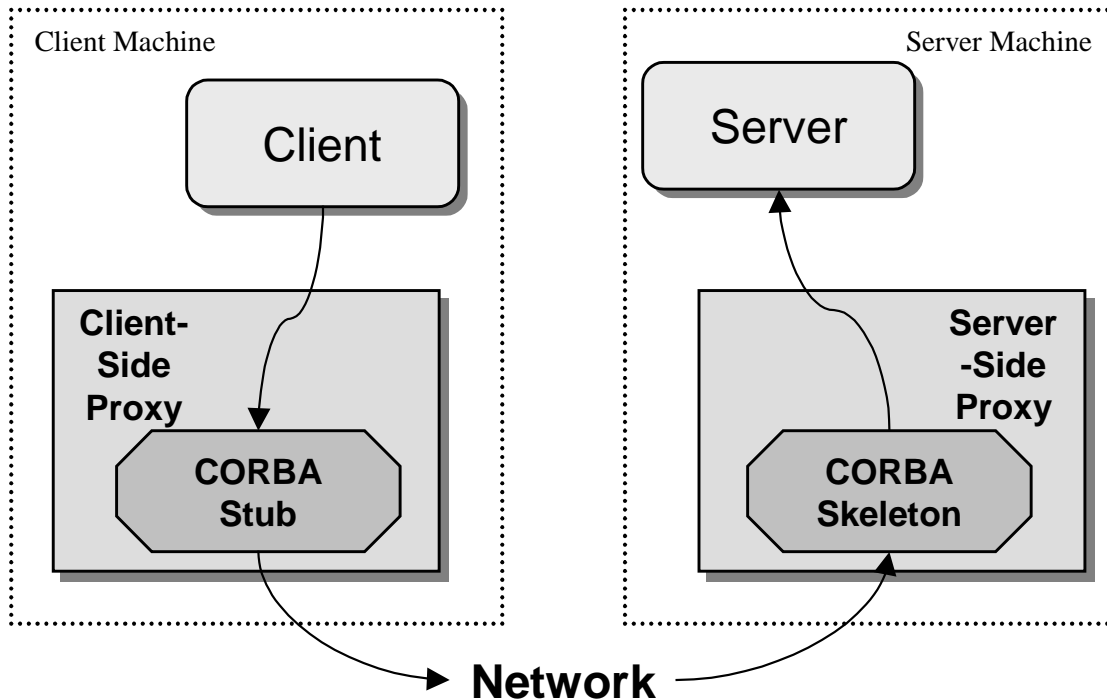 Client Machine
Server Machine
Client
Server
Client-
Side
Proxy
Server
-Side
Proxy
CORBA
Stub
CORBA
Skeleton
Network